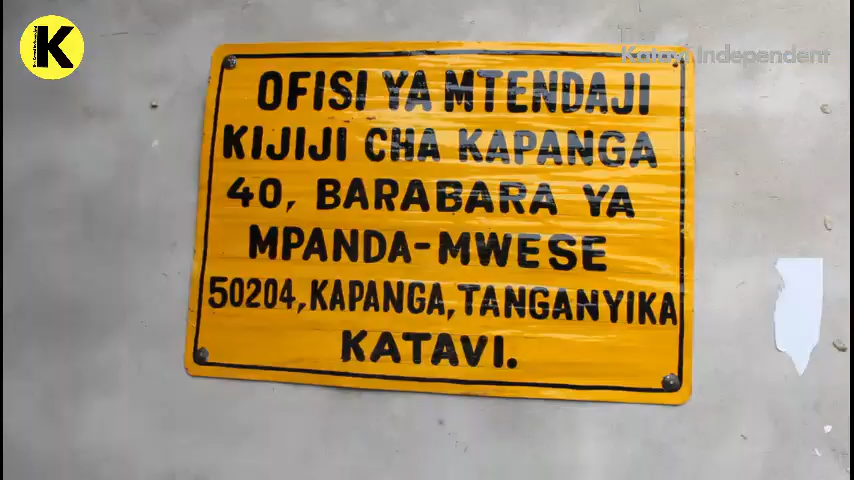 K
Katavi Independent
OFISI YA MTENDAJI
KIJIJI CHA KAPANGA
40, BARABARA YA
MPANDA-MWESE
50204, KAPANGA, TANGANYIKA
KATAVI.